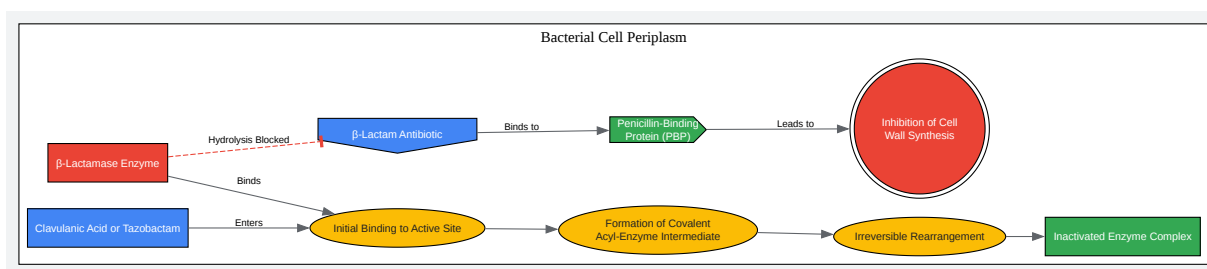 Bacterial Cell Periplasm
Hydrolysis Blocked
β-Lactam Antibiotic
Binds to
Penicillin-Binding
Protein (PBP)
Leads to
Inhibition of Cell
Wall Synthesis
β-Lactamase Enzyme
Binds
Clavulanic Acid or Tazobactam
Enters
Initial Binding to Active Site
Formation of Covalent
Acyl-Enzyme Intermediate
Irreversible Rearrangement
Inactivated Enzyme Complex